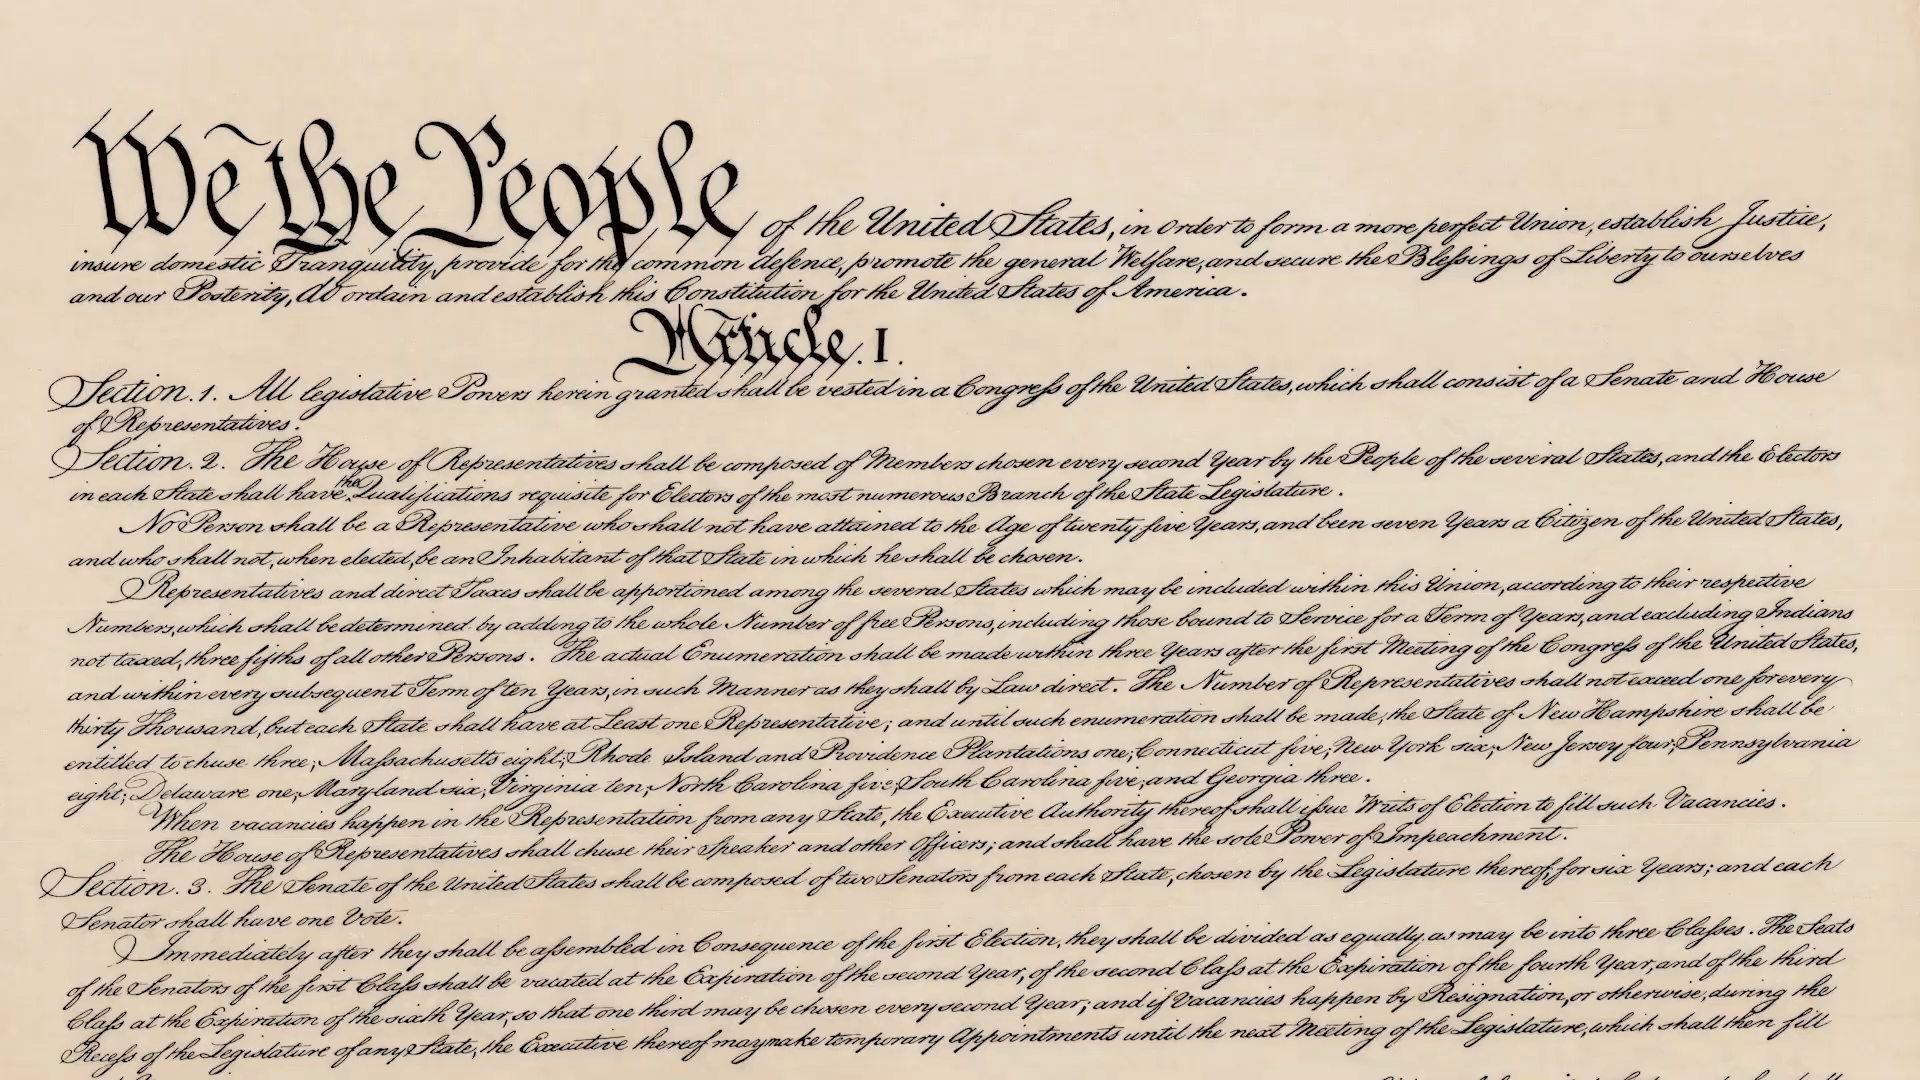 We the People of the United States, in Order to form a more perfect Union, establish Justice,
insure domestic Tranquility, provide for the common defence, promote the general Welfare, and secure the Blessings of Liberty to ourselves
and our Posterity, do ordain and establish this Constitution for the United States of America.
Article. I.
Section. 1. All legislative Powers herein granted shall be vested in a Congress of the United States, which shall consist of a Senate and House
of Representatives.
Section. 2. The House of Representatives shall be composed of Members chosen every second Year by the People of the several States, and the Electors
in each State shall have the Qualifications requisite for Electors of the most numerous Branch of the State Legislature.
No Person shall be a Representative who shall not have attained to the Age of twenty five Years, and been seven Years a Citizen of the United States,
and who shall not, when elected, be an Inhabitant of that State in which he shall be chosen.
Representatives and direct Taxes shall be apportioned among the several States which may be included within this Union, according to their respective
Numbers, which shall be determined by adding to the whole Number of free Persons, including those bound to Service for a Term of Years, and excluding Indians
not taxed, three fifths of all other Persons. The actual Enumeration shall be made within three Years after the first Meeting of the Congress of the United States,
and within every subsequent Term of ten Years, in such Manner as they shall by Law direct. The Number of Representatives shall not exceed one for every
thirty Thousand, but each State shall have at Least one Representative; and until such enumeration shall be made, the State of New Hampshire shall be
entitled to chuse three, Massachusetts eight, Rhode Island and Providence Plantations one, Connecticut five, New York six, New Jersey four, Pennsylvania
eight, Delaware one, Maryland six, Virginia ten, North Carolina five, South Carolina five, and Georgia three.
When vacancies happen in the Representation from any State, the Executive Authority thereof shall issue Writs of Election to fill such Vacancies.
The House of Representatives shall chuse their Speaker and other Officers; and shall have the sole Power of Impeachment.
Section. 3. The Senate of the United States shall be composed of two Senators from each State, chosen by the Legislature thereof, for six Years; and each
Senator shall have one Vote.
Immediately after they shall be assembled in Consequence of the first Election, they shall be divided as equally as may be into three Classes. The Seats
of the Senators of the first Class shall be vacated at the Expiration of the second Year, of the second Class at the Expiration of the fourth Year, and of the third
Class at the Expiration of the sixth Year, so that one third may be chosen every second Year; and if Vacancies happen by Resignation, or otherwise, during the
Recess of the Legislature of any State, the Executive thereof may make temporary Appointments until the next Meeting of the Legislature, which shall then fill